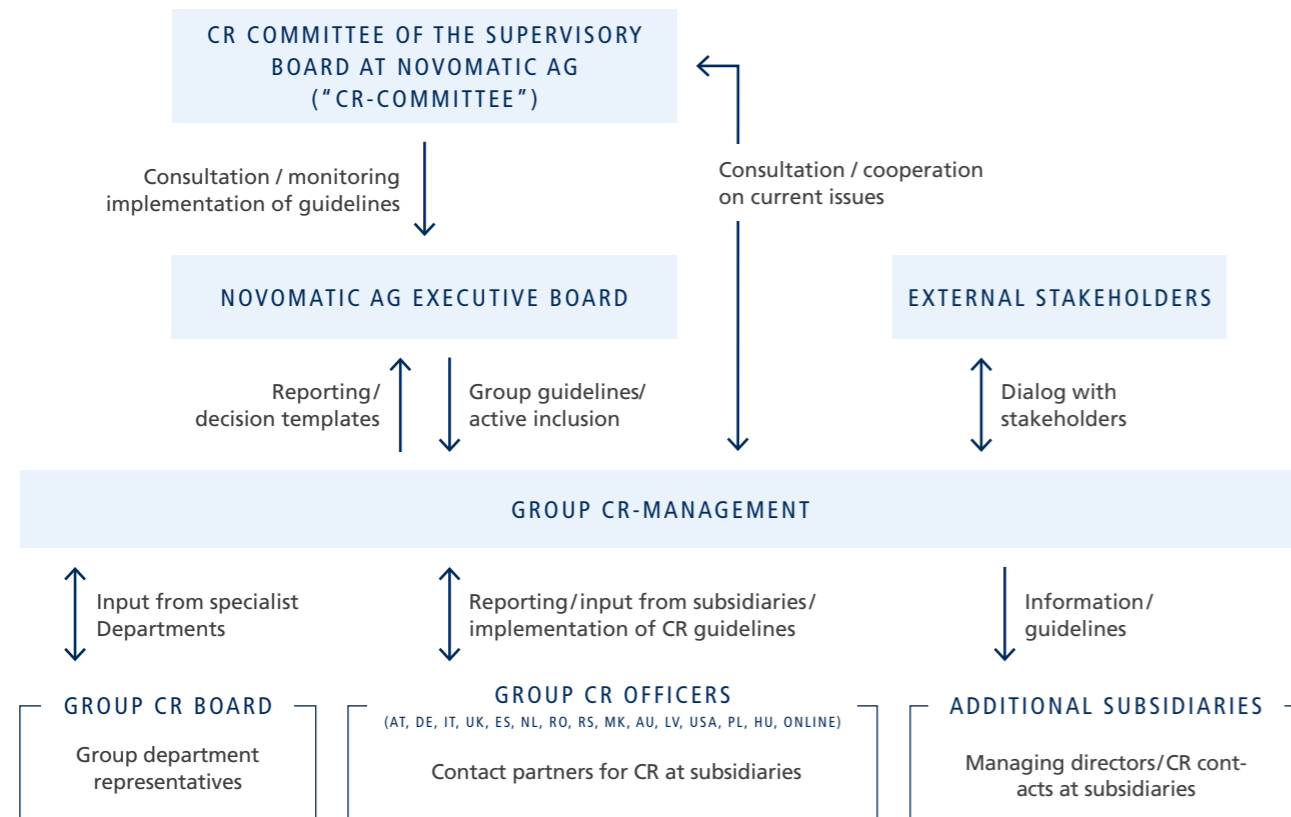 CR COMMITTEE OF THE SUPERVISORY
BOARD AT NOVOMATIC AG
("CR-COMMITTEE")
Consultation / monitoring
implementation of guidelines
Consultation / cooperation
on current issues
NOVOMATIC AG EXECUTIVE BOARD
EXTERNAL STAKEHOLDERS
Reporting/
decision templates
Group guidelines/
active inclusion
Dialog with
stakeholders
GROUP CR-MANAGEMENT
Input from specialist
Departments
Reporting/input from subsidiaries/
implementation of CR guidelines
Information/
guidelines
GROUP CR BOARD
Group department
representatives
GROUP CR OFFICERS
(AT, DE, IT, UK, ES, NL, RO, RS, MK, AU, LV, USA, PL, HU, ONLINE)
Contact partners for CR at subsidiaries
ADDITIONAL SUBSIDIARIES
Managing directors/CR cont-
acts at subsidiaries